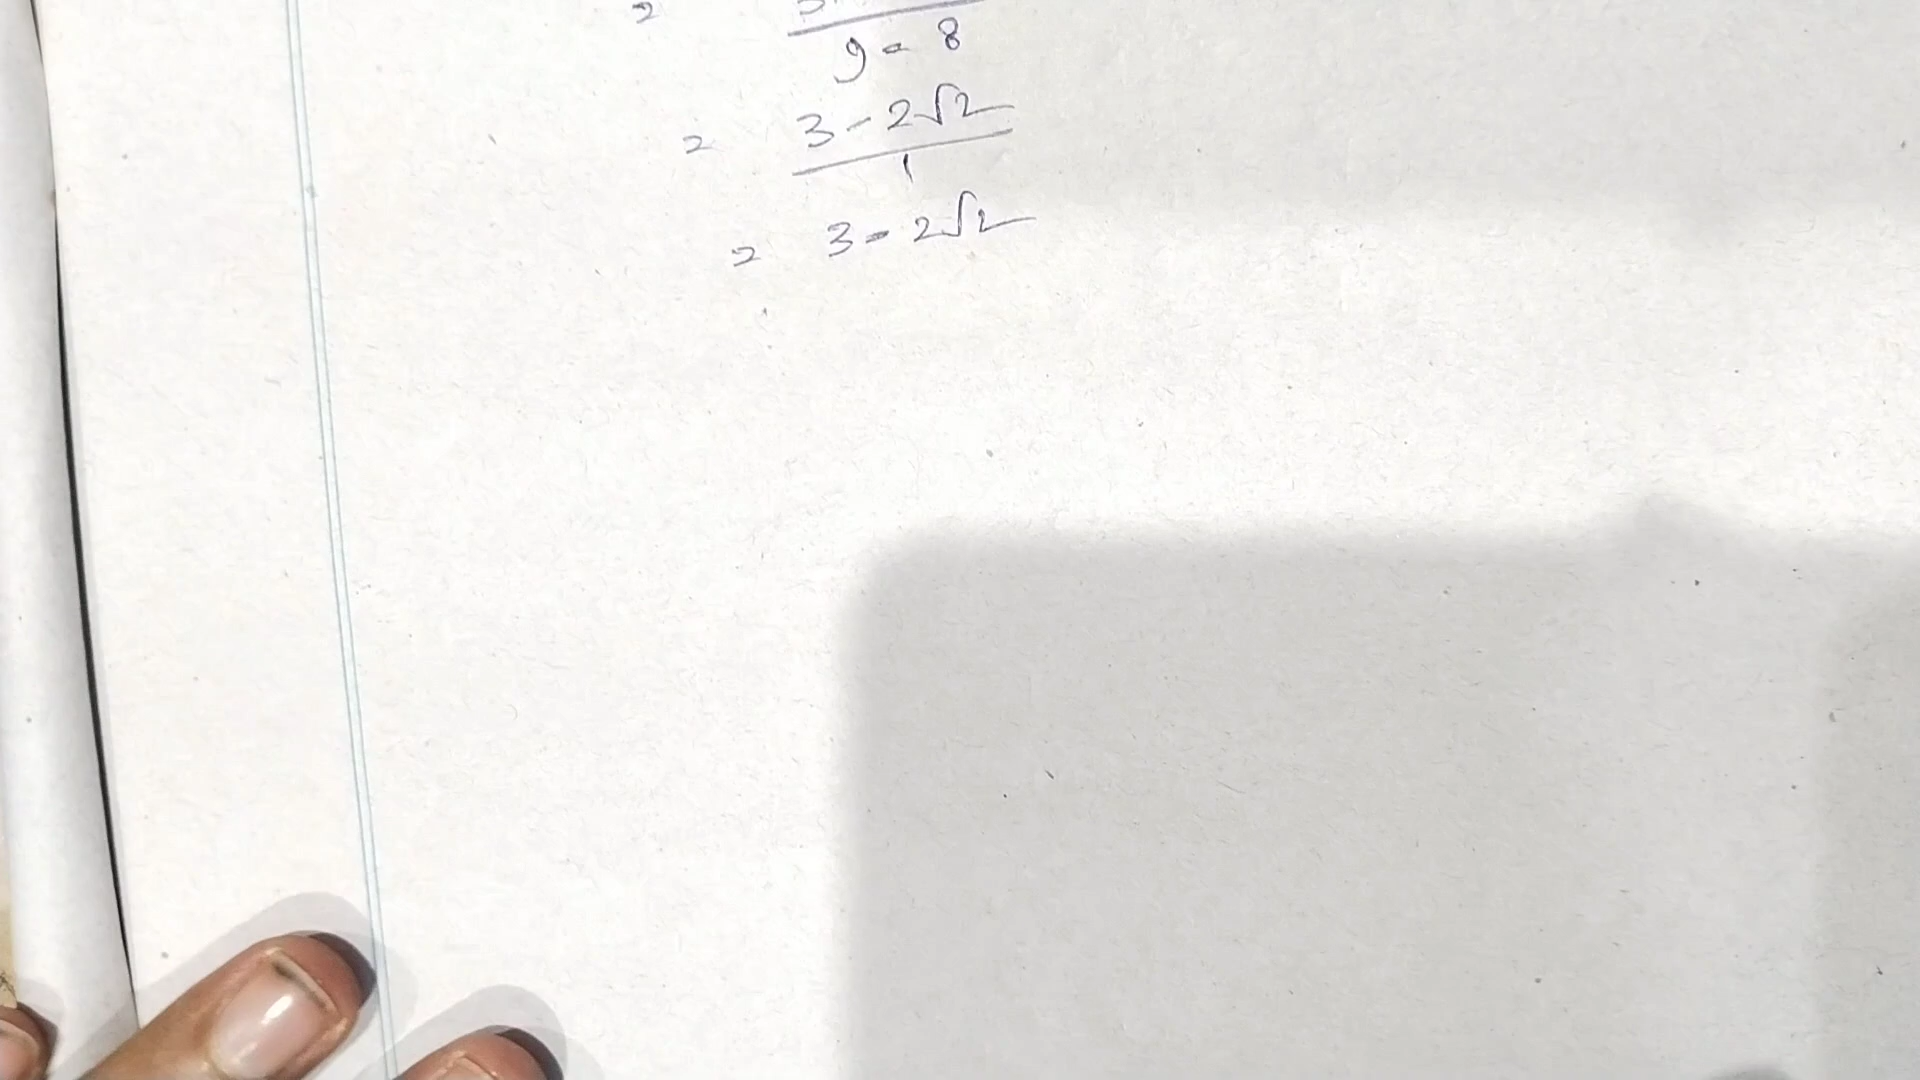 =
9 - 8
= 3 - 2√2
1
= 3 - 2√2